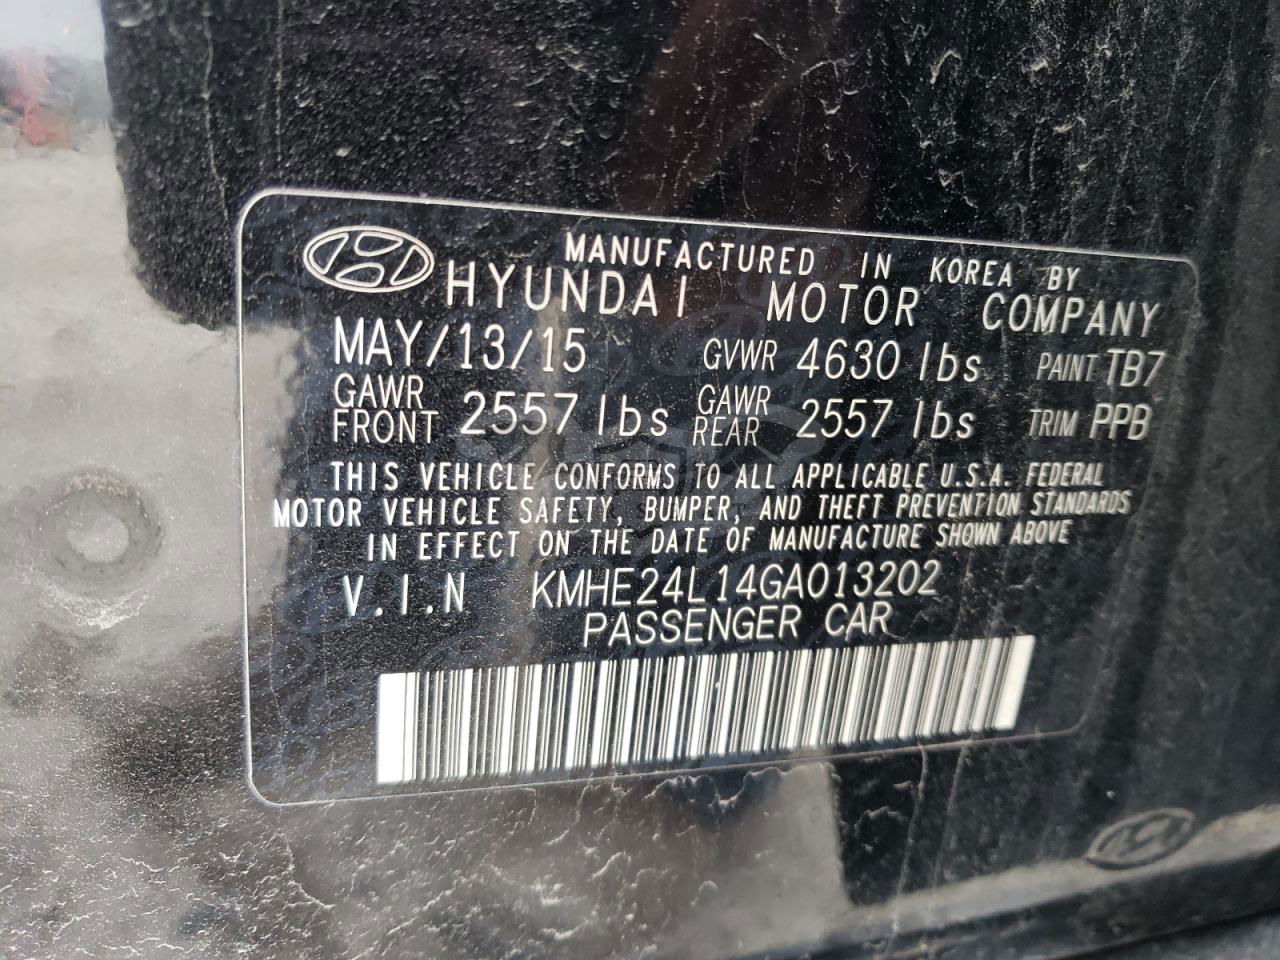 MANUFACTURED IN KOREA BY
HYUNDAI MOTOR COMPANY
MAY/13/15 GVWR 4630 lbs PAINT TB7
GAWR FRONT 2557 lbs GAWR REAR 2557 lbs TRIM PPB
THIS VEHICLE CONFORMS TO ALL APPLICABLE U.S.A. FEDERAL
MOTOR VEHICLE SAFETY, BUMPER, AND THEFT PREVENTION STANDARDS
IN EFFECT ON THE DATE OF MANUFACTURE SHOWN ABOVE
V.I.N KMHE24L14GA013202
PASSENGER CAR